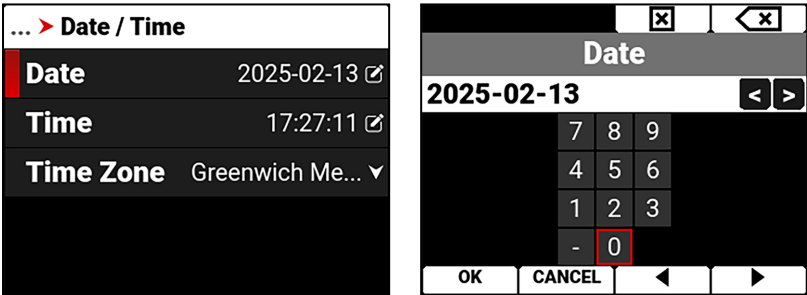 ... > Date / Time
Date 2025-02-13
Time 17:27:11
Time Zone Greenwich Me...
Date
2025-02-13 < >
7 8 9
4 5 6
1 2 3
- 0
OK CANCEL